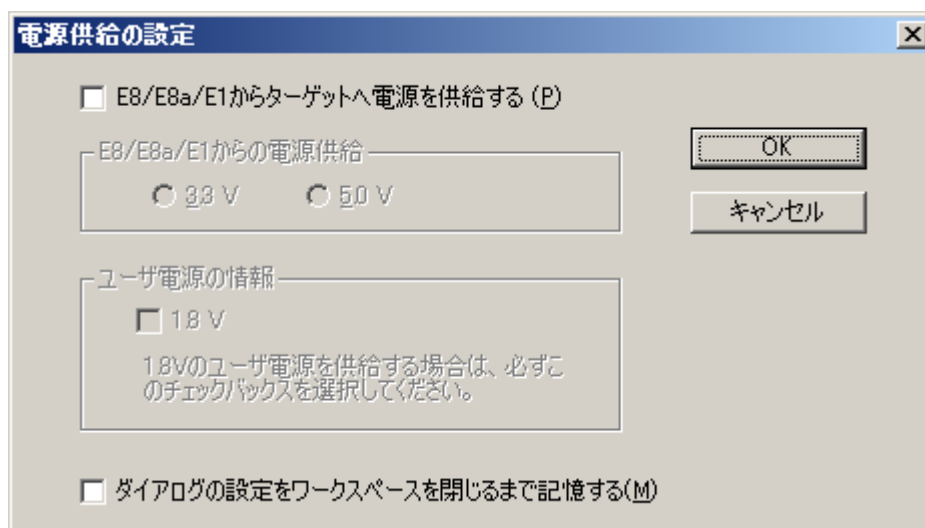 電源供給の設定
E8/E8a/E1からターゲットへ電源を供給する (P)
E8/E8a/E1からの電源供給
3.3 V 5.0 V
OK
キャンセル
ユーザ電源の情報
1.8 V
1.8Vのユーザ電源を供給する場合は、必ずこ
のチェックバックスを選択してください。
ダイアログの設定をワークスペースを閉じるまで記憶する(M)